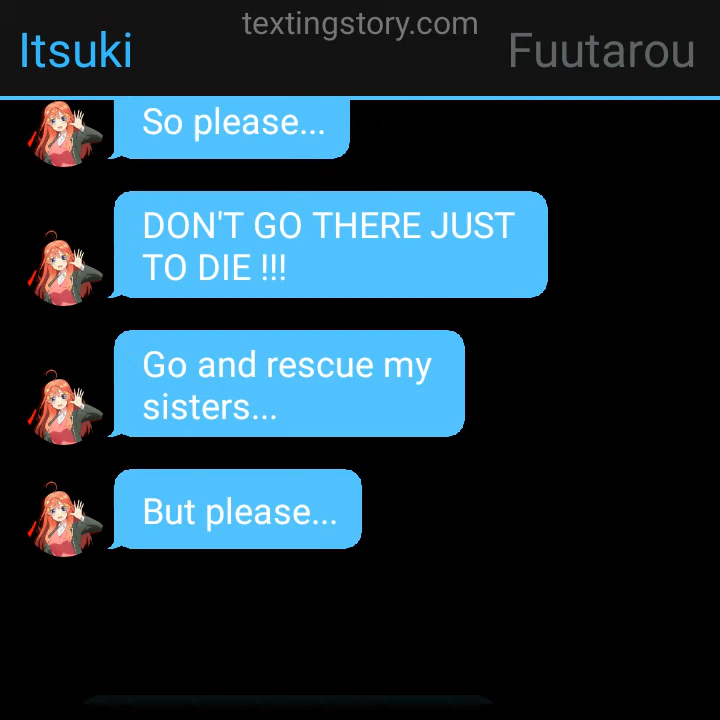 textingstory.com
Itsuki
Fuutarou
So please...
DON'T GO THERE JUST
TO DIE !!!
Go and rescue my
sisters...
But please...